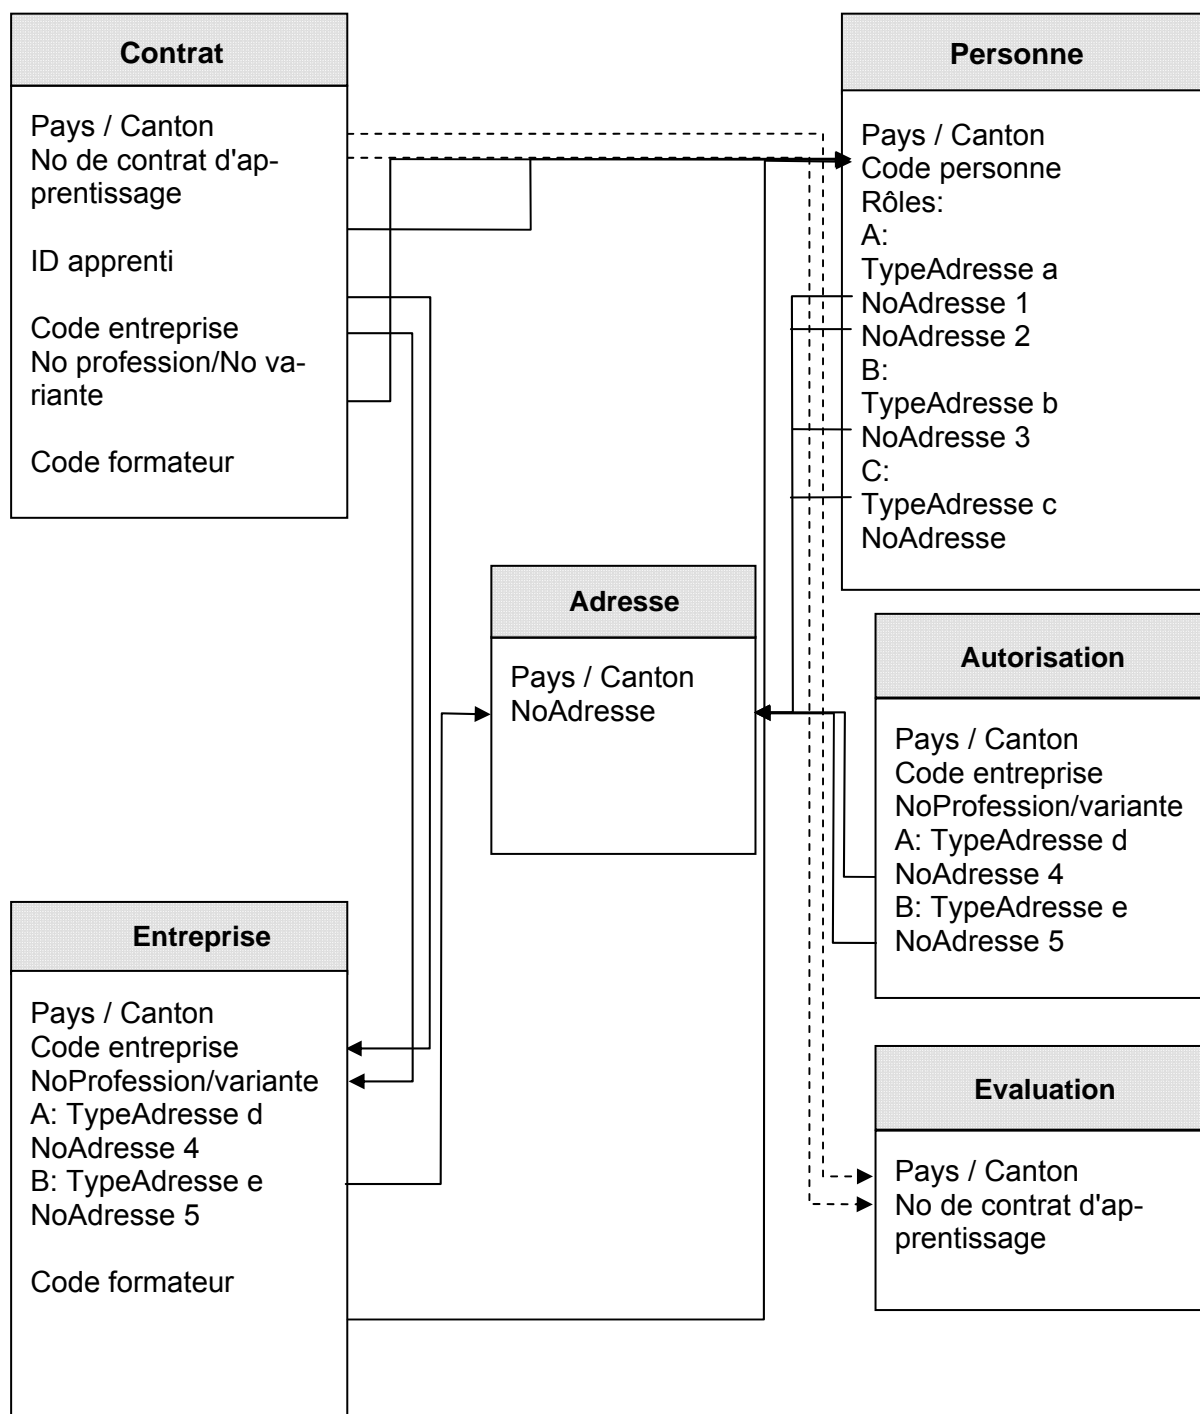 Contrat
Pays / Canton
No de contrat d'ap-
prentissage
ID apprenti
Code entreprise
No profession/No va-
riante
Code formateur
Personne
Pays / Canton
Code personne
Rôles:
A:
TypeAdresse a
NoAdresse 1
NoAdresse 2
B:
TypeAdresse b
NoAdresse 3
C:
TypeAdresse c
NoAdresse
Adresse
Pays / Canton
NoAdresse
Autorisation
Pays / Canton
Code entreprise
NoProfession/variante
A: TypeAdresse d
NoAdresse 4
B: TypeAdresse e
NoAdresse 5
Entreprise
Pays / Canton
Code entreprise
NoProfession/variante
A: TypeAdresse d
NoAdresse 4
B: TypeAdresse e
NoAdresse 5
Code formateur
Evaluation
Pays / Canton
No de contrat d'ap-
prentissage